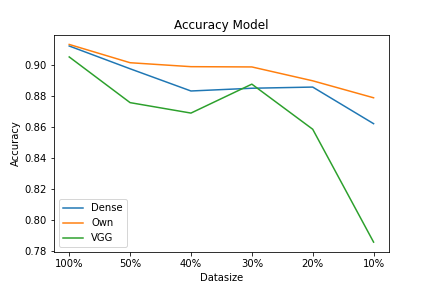 Accuracy Model
Accuracy
0.90
0.88
0.86
0.84
0.82
0.80
0.78
Dense
Own
VGG
100% 50% 40% 30% 20% 10%
Datasize